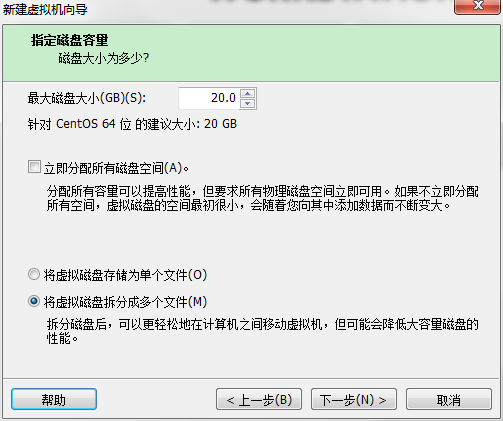 新建虚拟机向导
指定磁盘容量
磁盘大小为多少?
最大磁盘大小(GB)(S): 20.0
针对 CentOS 64 位 的建议大小: 20 GB
立即分配所有磁盘空间(A)。
分配所有容量可以提高性能，但要求所有物理磁盘空间立即可用。如果不立即分配
所有空间，虚拟磁盘的空间最初很小，会随着您向其中添加数据而不断变大。
将虚拟磁盘存储为单个文件(O)
将虚拟磁盘拆分成多个文件(M)
拆分磁盘后，可以更轻松地在计算机之间移动虚拟机，但可能会降低大容量磁盘的
性能。
帮助 < 上一步(B) 下一步(N) > 取消